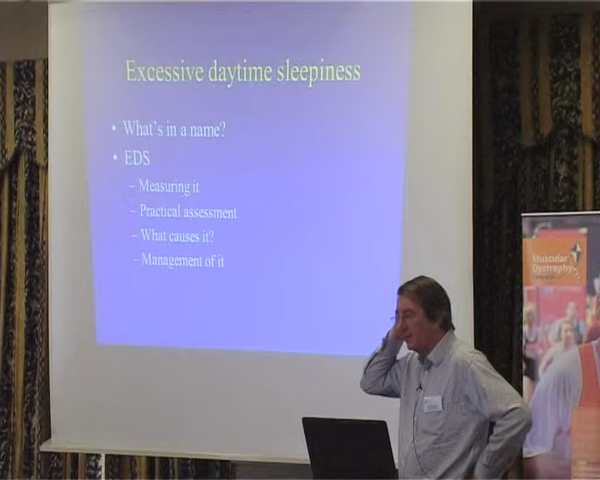 Excessive daytime sleepiness
• What's in a name?
• EDS
– Measuring it
– Practical assessment
– What causes it?
– Management of it
Muscular
Dystrophy